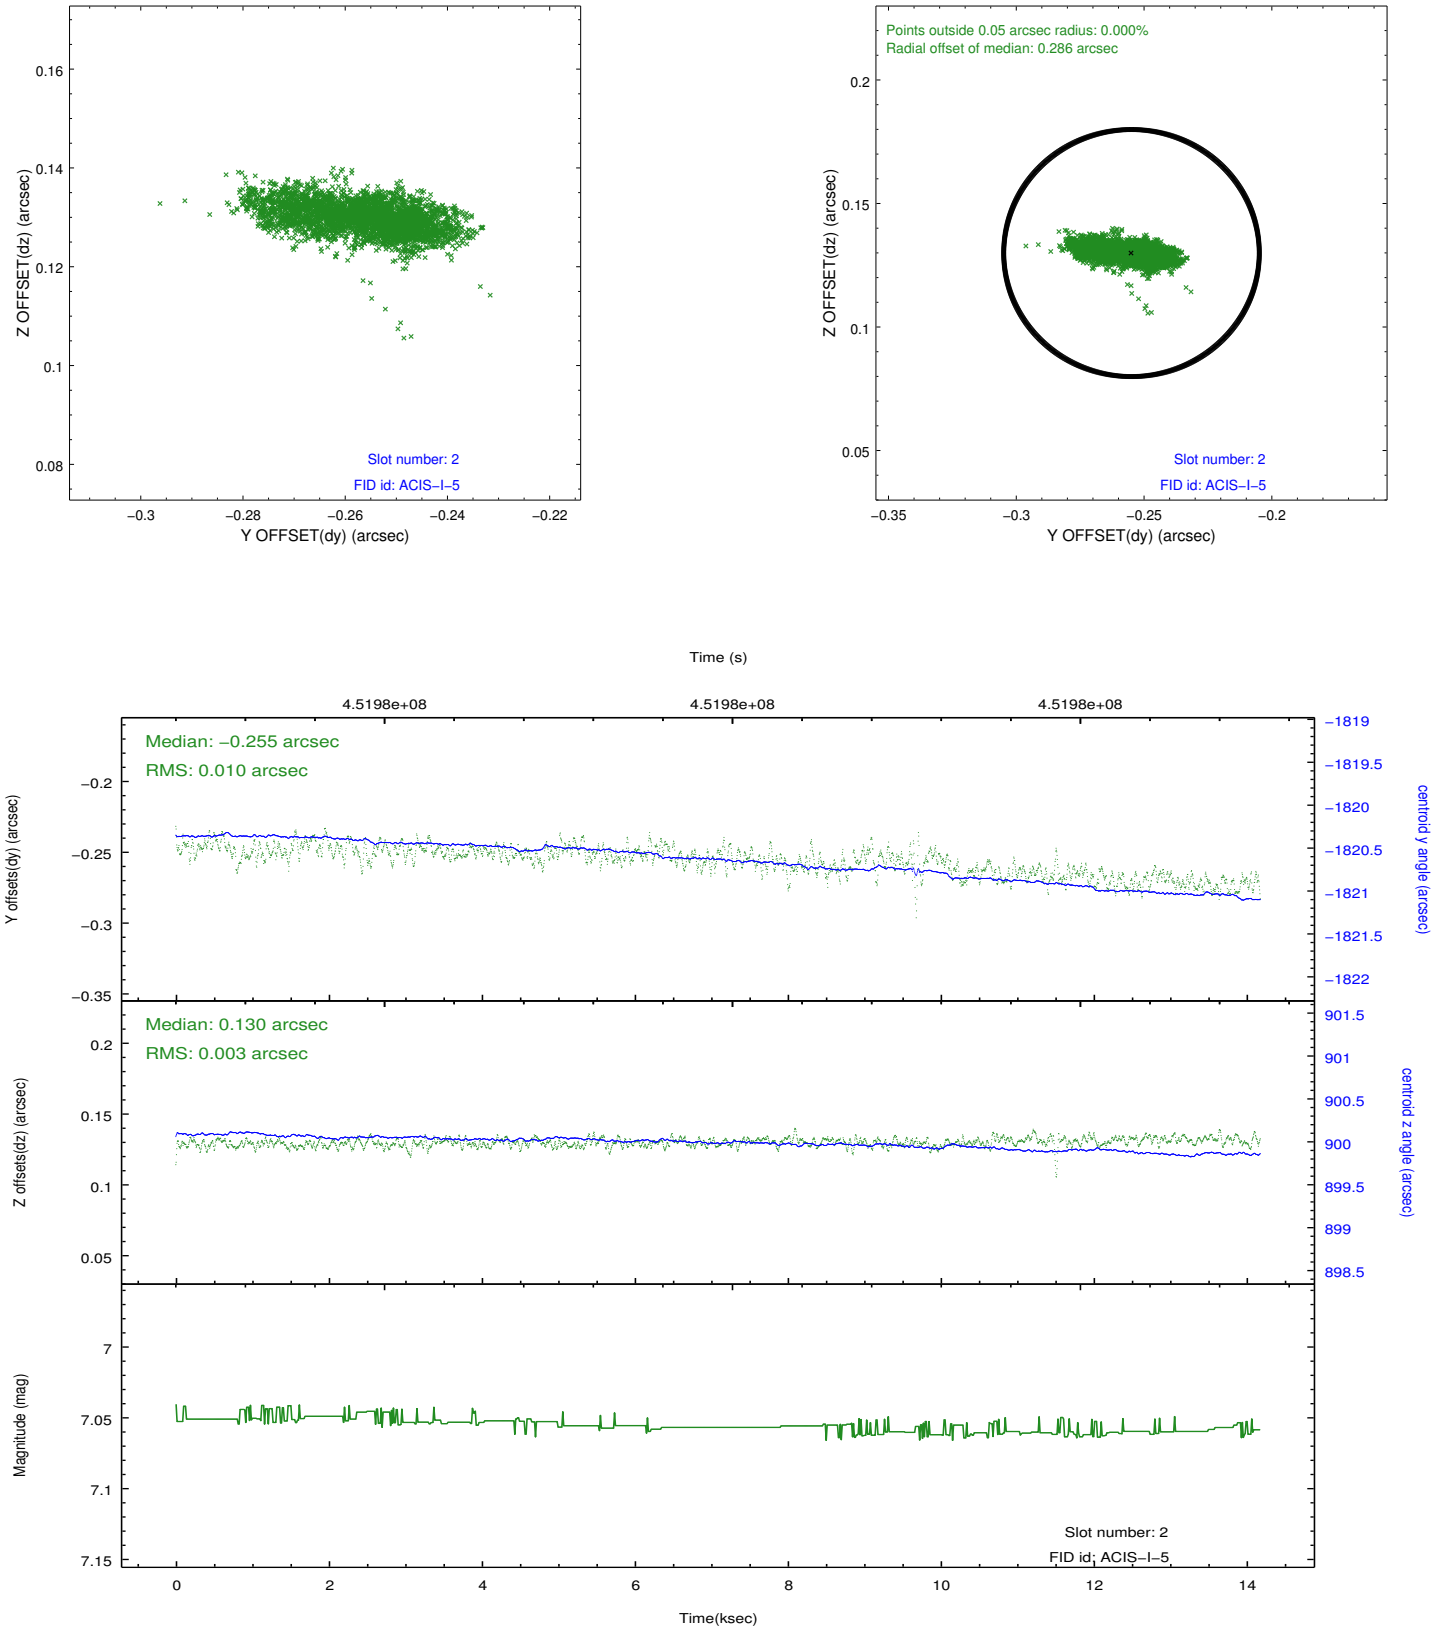 0.16
0.14
0.12
0.1
0.08
Z OFFSET(dz) (arcsec)
−0.3
−0.28
−0.26
−0.24
−0.22
Y OFFSET(dy) (arcsec)
Slot number: 2
FID id: ACIS−I−5
Points outside 0.05 arcsec radius: 0.000%
Radial offset of median: 0.286 arcsec
0.2
0.15
0.1
0.05
Z OFFSET(dz) (arcsec)
−0.35
−0.3
−0.25
−0.2
Y OFFSET(dy) (arcsec)
Slot number: 2
FID id: ACIS−I−5
Time (s)
4.5198e+08
4.5198e+08
4.5198e+08
Median: −0.255 arcsec
RMS: 0.010 arcsec
−0.2
−0.25
−0.3
−0.35
Y offsets(dy) (arcsec)
−1819
−1819.5
−1820
−1820.5
−1821
−1821.5
−1822
centroid y angle (arcsec)
Median: 0.130 arcsec
RMS: 0.003 arcsec
0.2
0.15
0.1
0.05
Z offsets(dz) (arcsec)
901.5
901
900.5
900
899.5
899
898.5
centroid z angle (arcsec)
7
7.05
7.1
7.15
Magnitude (mag)
Slot number: 2
FID id: ACIS−I−5
0
2
4
6
8
10
12
14
Time(ksec)